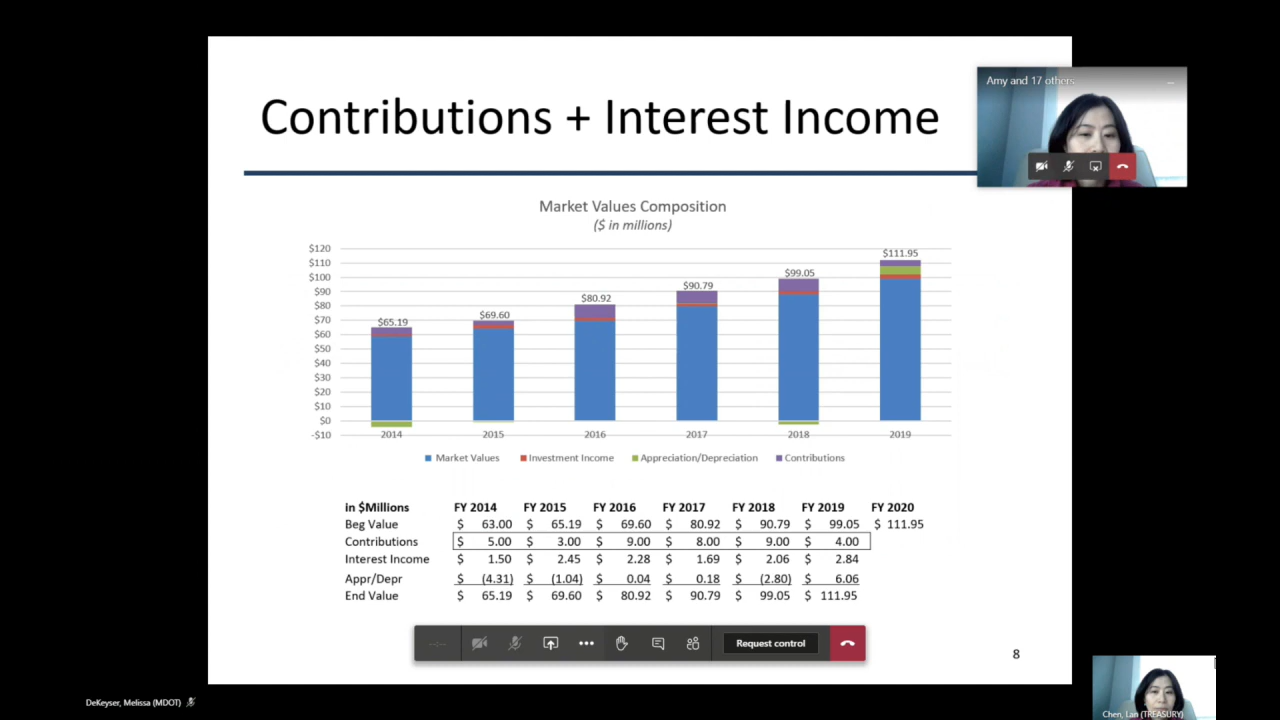 Contributions + Interest Income
Amy and 17 others
Market Values Composition
($ in millions)
$120
$110
$100
$90
$80
$70
$60
$50
$40
$30
$20
$10
$0
-$10
$65.19
$69.60
$80.92
$90.79
$99.05
$111.95
2014 2015 2016 2017 2018 2019
Market Values Investment Income Appreciation/Depreciation Contributions
in $Millions FY 2014 FY 2015 FY 2016 FY 2017 FY 2018 FY 2019 FY 2020
Beg Value $ 63.00 $ 65.19 $ 69.60 $ 80.92 $ 90.79 $ 99.05 $ 111.95
Contributions $ 5.00 $ 3.00 $ 9.00 $ 8.00 $ 9.00 $ 4.00
Interest Income $ 1.50 $ 2.45 $ 2.28 $ 1.69 $ 2.06 $ 2.84
Appr/Depr $ (4.31) $ (1.04) $ 0.04 $ 0.18 $ (2.80) $ 6.06
End Value $ 65.19 $ 69.60 $ 80.92 $ 90.79 $ 99.05 $ 111.95
--:--
Request control
8
DeKeyser, Melissa (MDOT)
Chen, Lan (TREASURY)